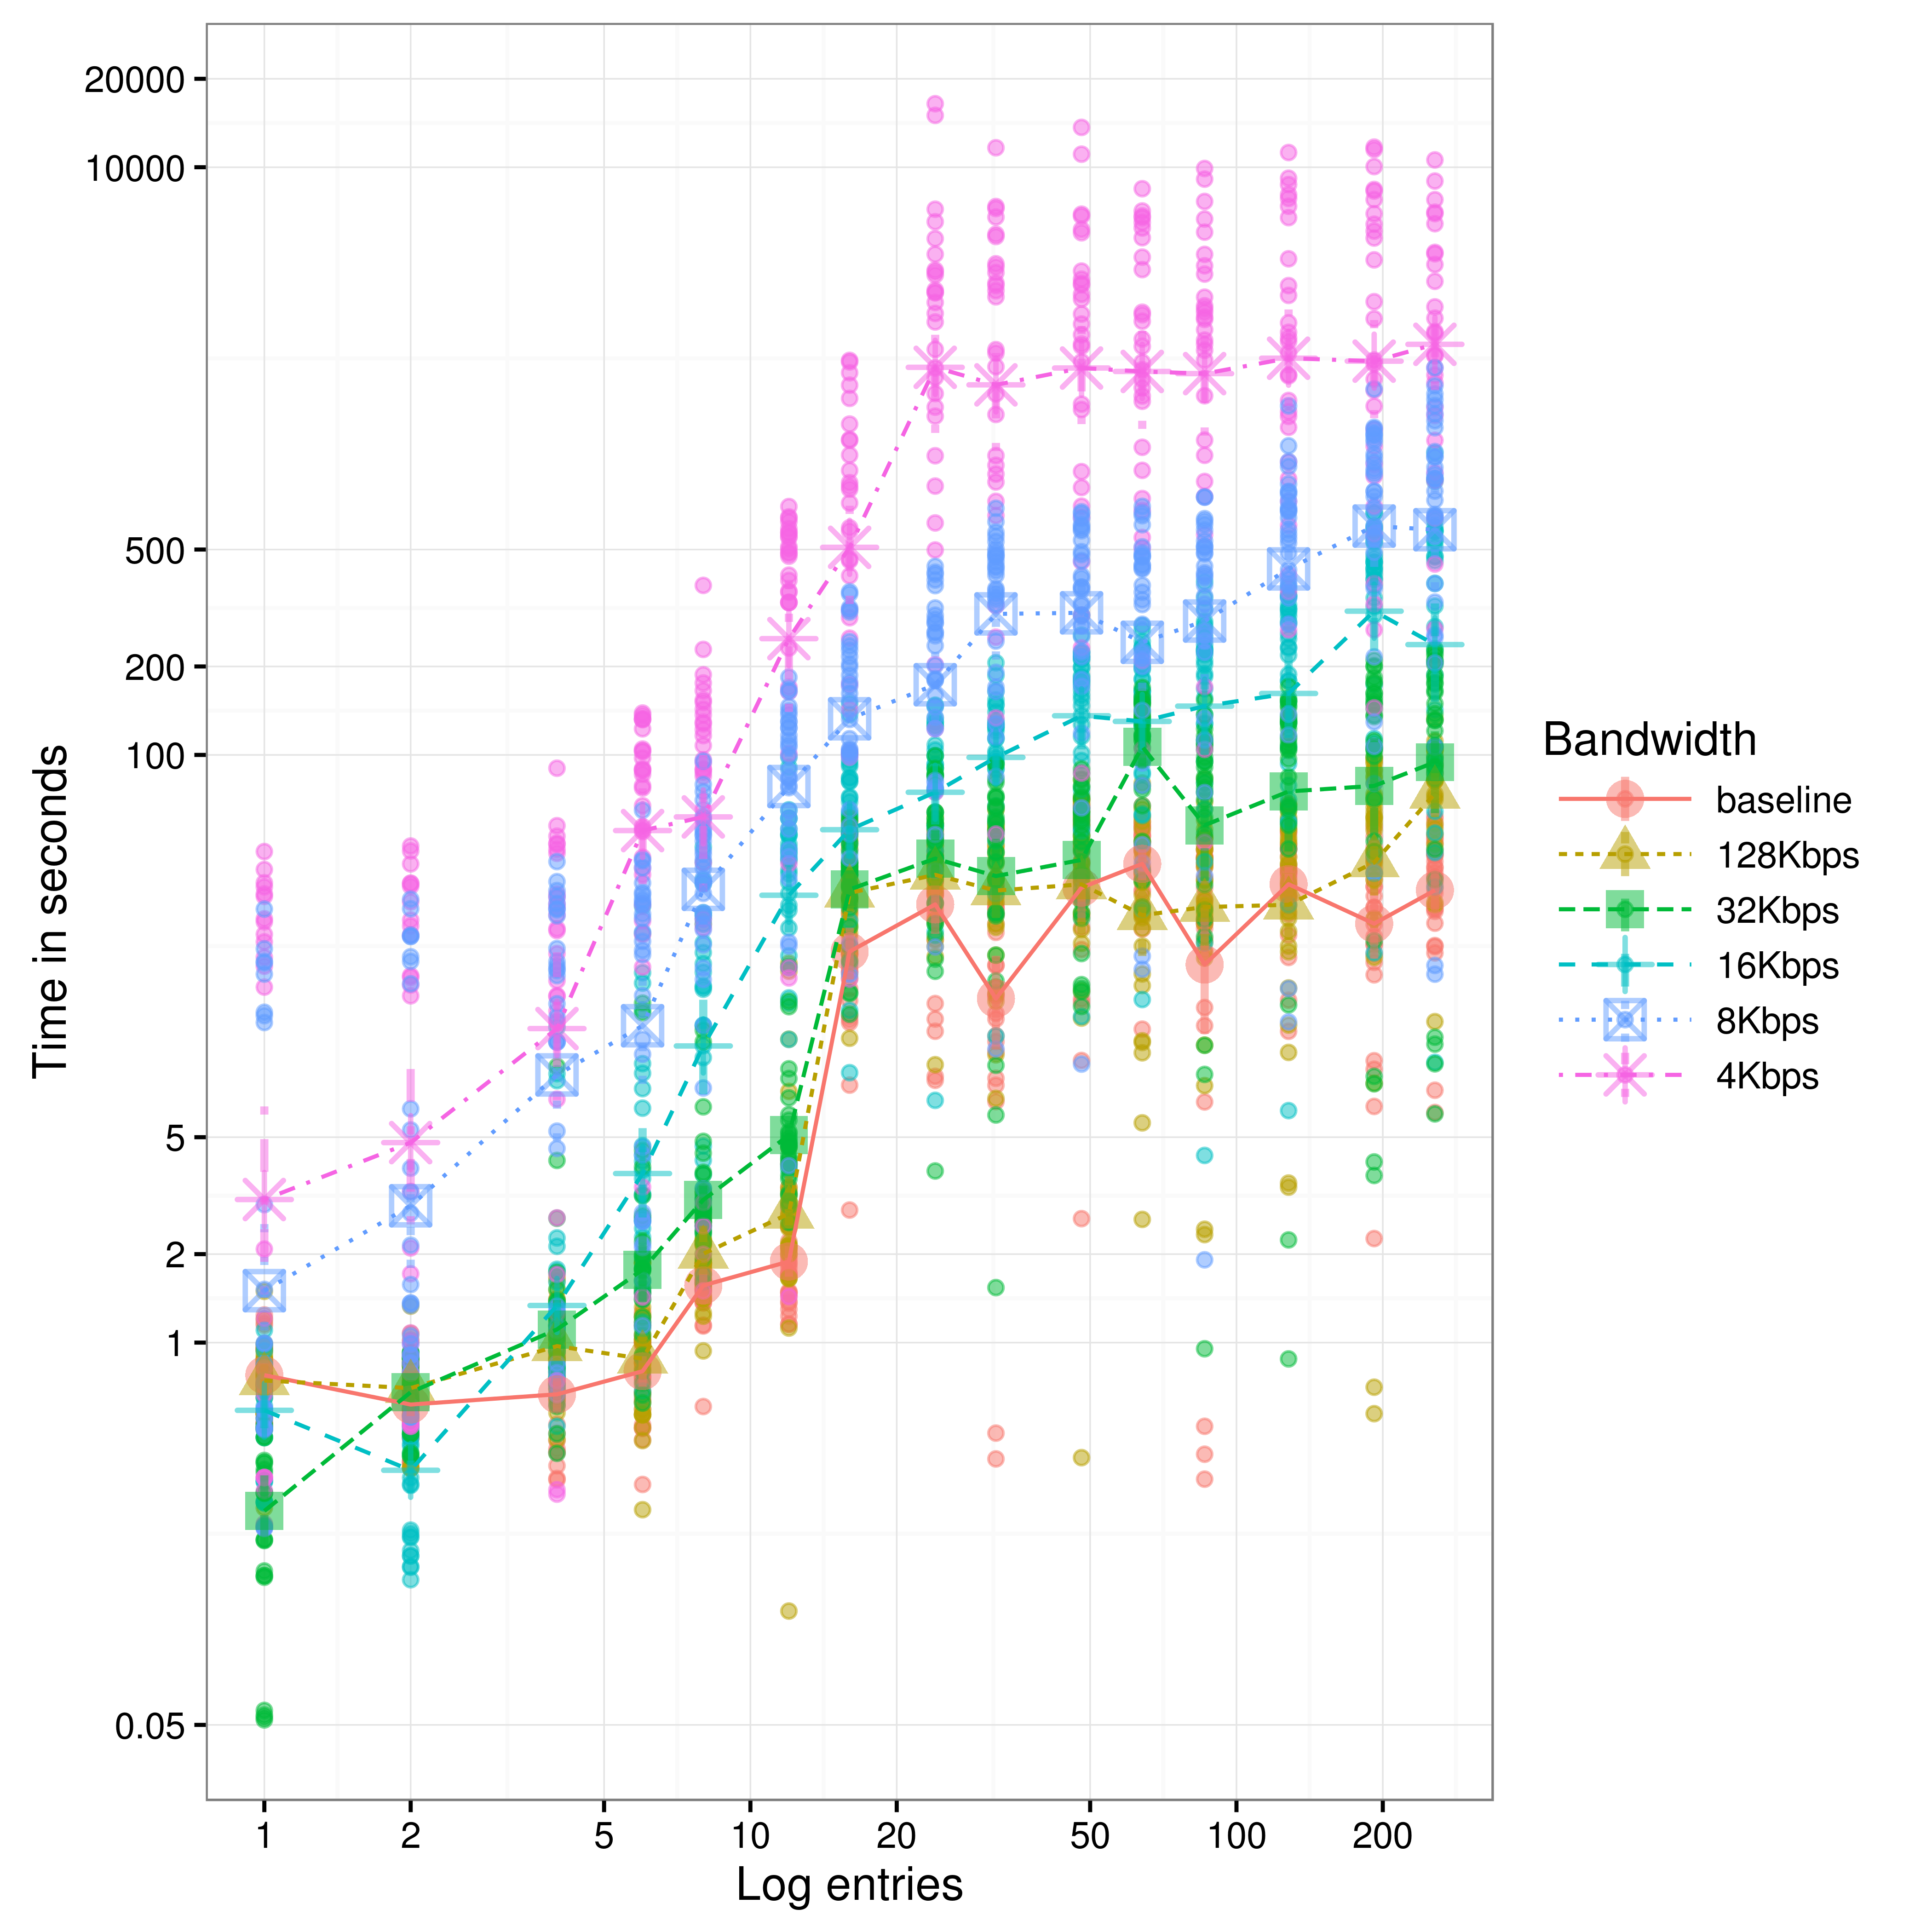 20000
10000
500
200
100
5
2
1
0.05
Time in seconds
1
2
5
10
20
50
100
200
Log entries
Bandwidth
baseline
128Kbps
32Kbps
16Kbps
8Kbps
4Kbps